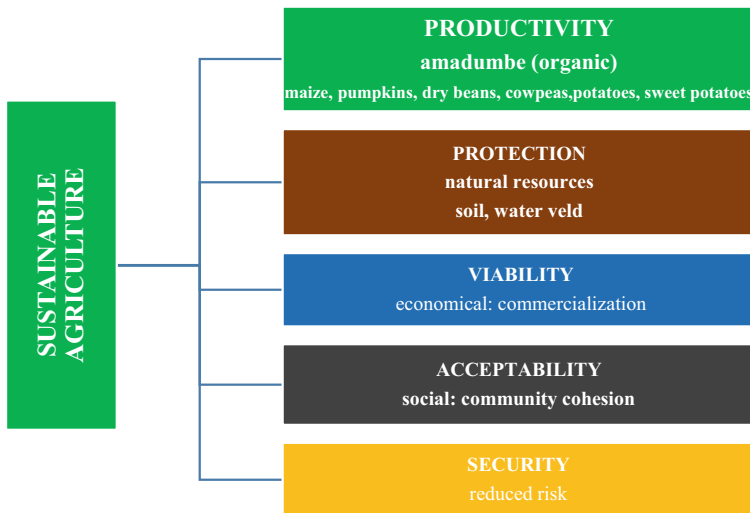 SUSTAINABLE
AGRICULTURE
PRODUCTIVITY
amadumbe (organic)
maize, pumpkins, dry beans, cowpeas,potatoes, sweet potatoes
PROTECTION
natural resources
soil, water veld
VIABILITY
economical: commercialization
ACCEPTABILITY
social: community cohesion
SECURITY
reduced risk